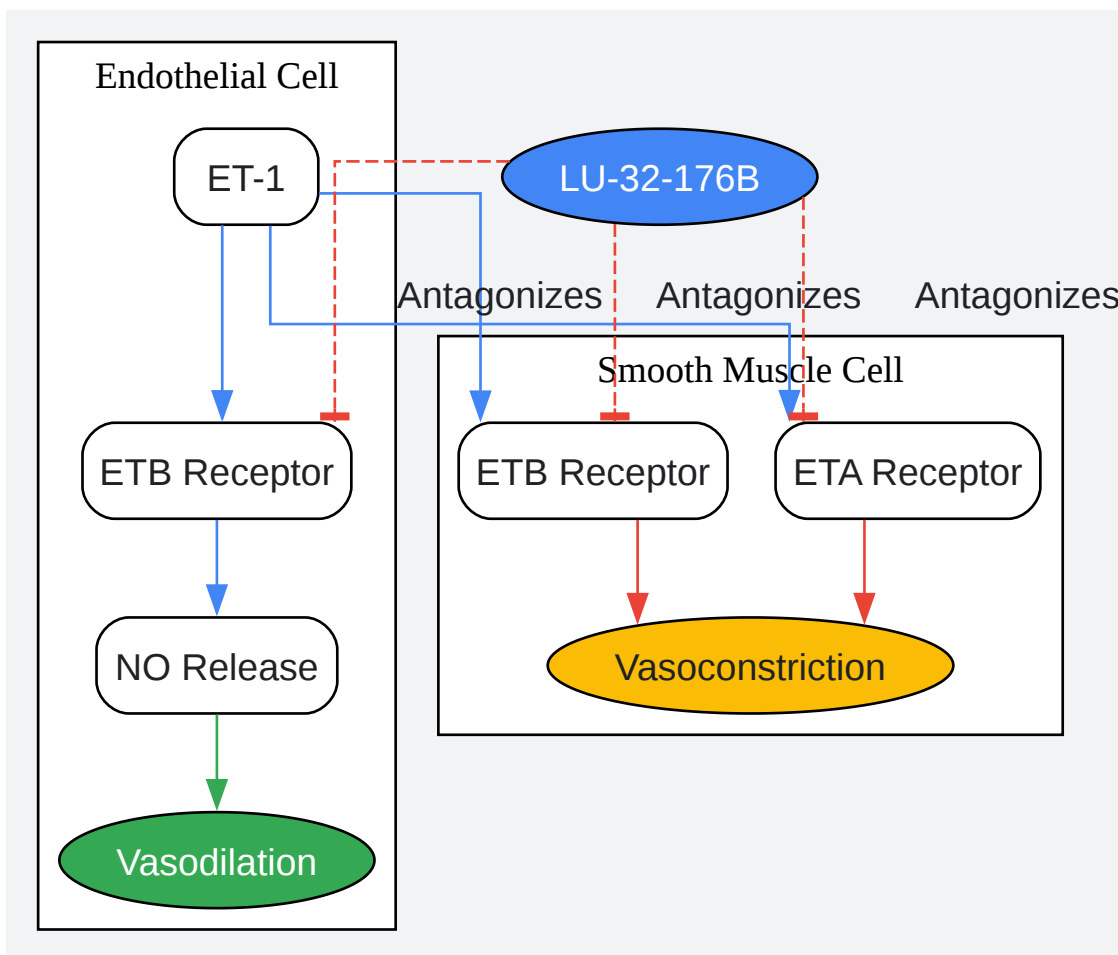 Endothelial Cell
ET-1
LU-32-176B
Antagonizes
Antagonizes
Antagonizes
Smooth Muscle Cell
ETB Receptor
ETB Receptor
ETA Receptor
NO Release
Vasoconstriction
Vasodilation